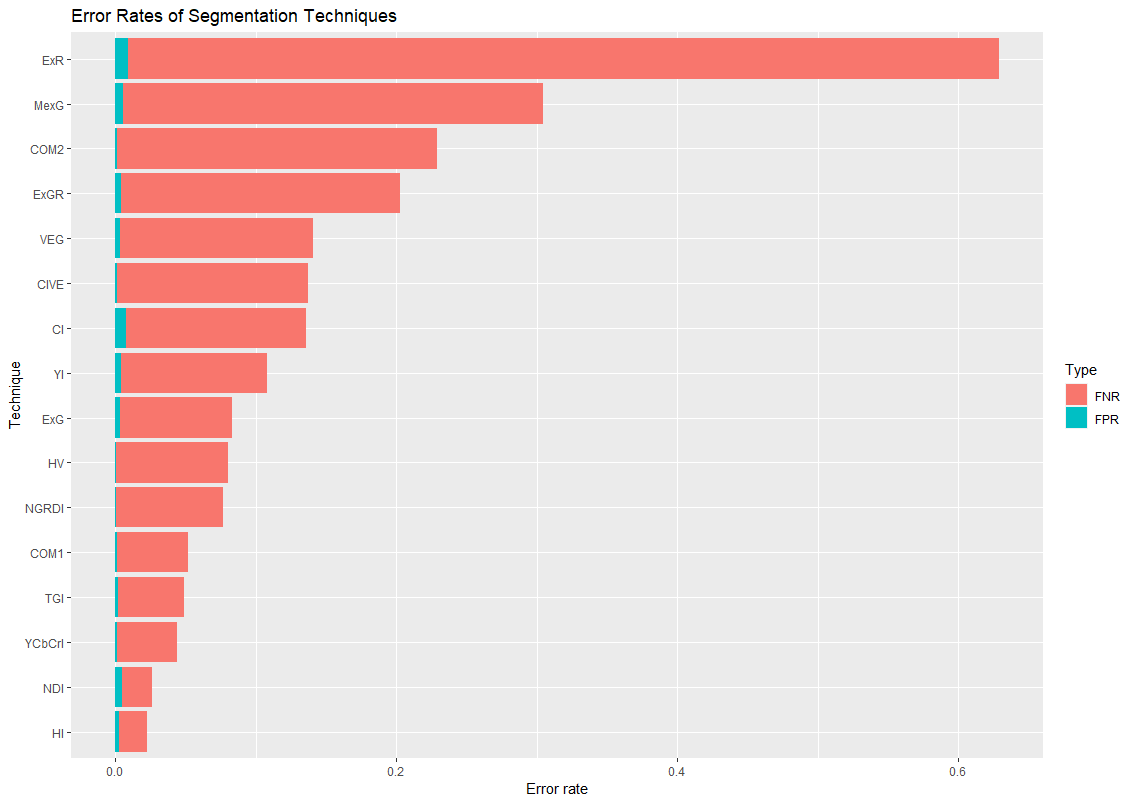 Error Rates of Segmentation Techniques
ExR
MexG
COM2
ExGR
VEG
CIVE
CI
YI
ExG
HV
NGRDI
COM1
TGI
YCbCrI
NDI
HI
Technique
0.0
0.2
0.4
0.6
Error rate
Type
FNR
FPR